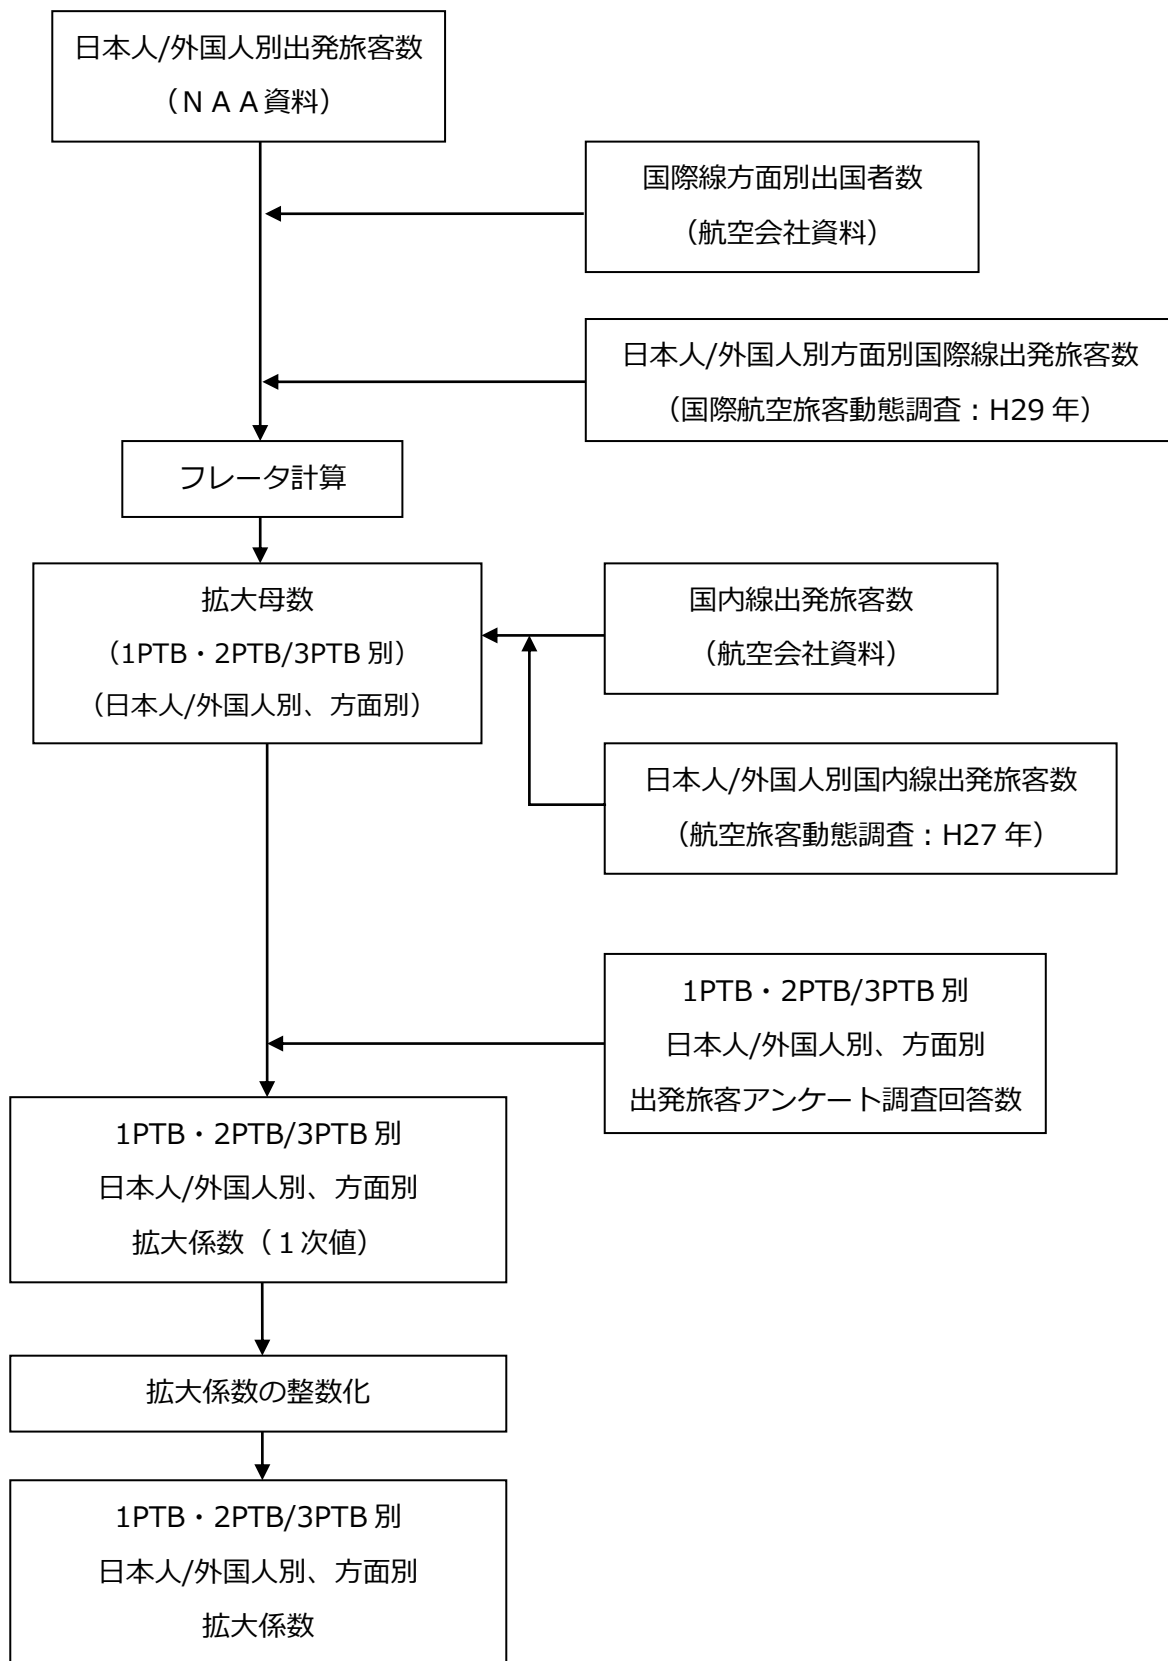 日本人/外国人別出発旅客数
（ＮＡＡ資料）
国際線方面別出国者数
（航空会社資料）
日本人/外国人別方面別国際線出発旅客数
（国際航空旅客動態調査：H29 年）
フレータ計算
拡大母数
（1PTB・2PTB/3PTB 別）
（日本人/外国人別、方面別）
国内線出発旅客数
（航空会社資料）
日本人/外国人別国内線出発旅客数
（航空旅客動態調査：H27 年）
1PTB・2PTB/3PTB 別
日本人/外国人別、方面別
出発旅客アンケート調査回答数
1PTB・2PTB/3PTB 別
日本人/外国人別、方面別
拡大係数（１次値）
拡大係数の整数化
1PTB・2PTB/3PTB 別
日本人/外国人別、方面別
拡大係数